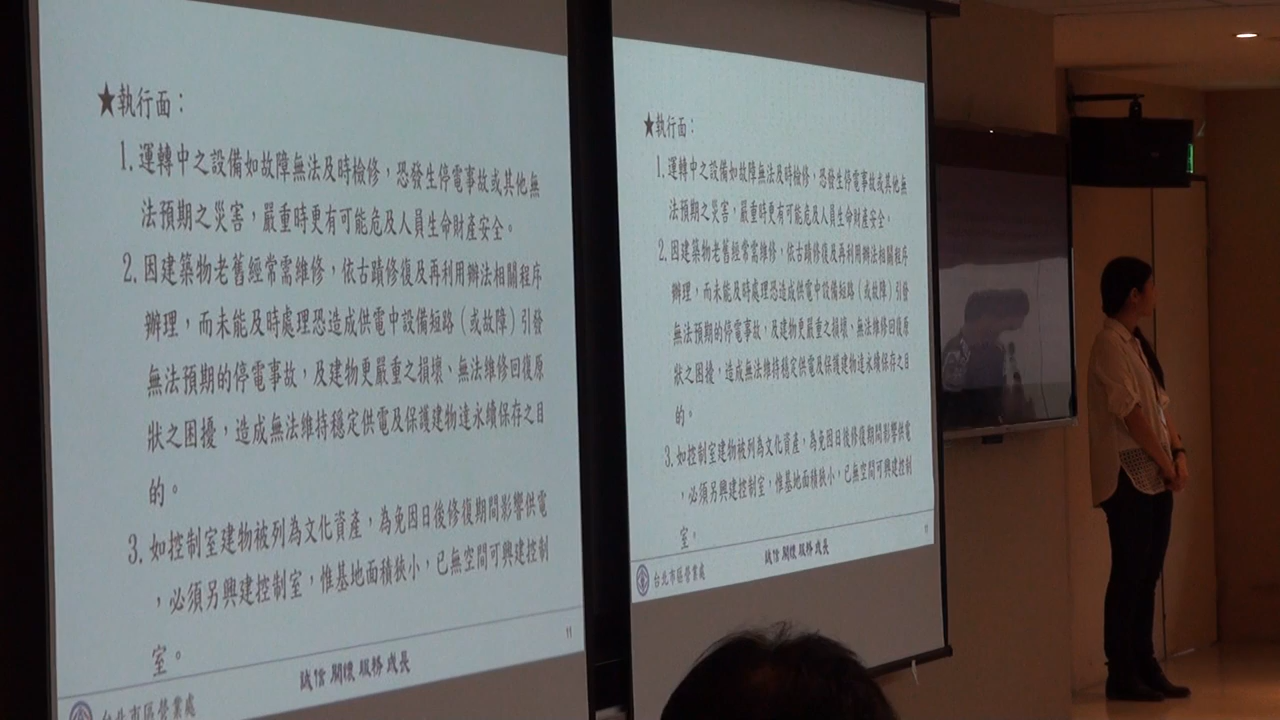 ★執行面：
1. 運轉中之設備如故障無法及時檢修，恐發生停電事故或其他無
法預期之災害，嚴重時更有可能危及人員生命財產安全。
2. 因建築物老舊經常需維修，依古蹟修復及再利用辦法相關程序
辦理，而未能及時處理恐造成供電中設備短路（或故障）引發
無法預期的停電事故，及建物更嚴重之損壞、無法維修回復原
狀之困擾，造成無法維持穩定供電及保護建物達永續保存之目
的。
3. 如控制室建物被列為文化資產，為免因日後修復期間影響供電
，必須另興建控制室，惟基地面積狹小，已無空間可興建控制
室。
11
誠信 關懷 服務 成長
台北市區營業處
★執行面：
1. 運轉中之設備如故障無法及時檢修，恐發生停電事故或其他無
法預期之災害，嚴重時更有可能危及人員生命財產安全。
2. 因建築物老舊經常需維修，依古蹟修復及再利用辦法相關程序
辦理，而未能及時處理恐造成供電中設備短路（或故障）引發
無法預期的停電事故，及建物更嚴重之損壞、無法維修回復原
狀之困擾，造成無法維持穩定供電及保護建物達永續保存之目
的。
3. 如控制室建物被列為文化資產，為免因日後修復期間影響供電
，必須另興建控制室，惟基地面積狹小，已無空間可興建控制
室。
11
誠信 關懷 服務 成長
台北市區營業處